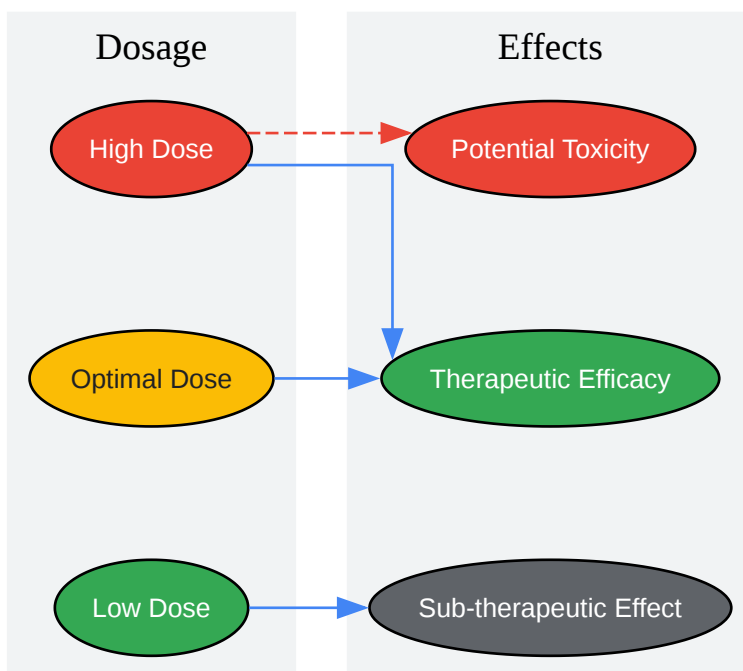 Dosage
Effects
High Dose
Potential Toxicity
Optimal Dose
Therapeutic Efficacy
Low Dose
Sub-therapeutic Effect